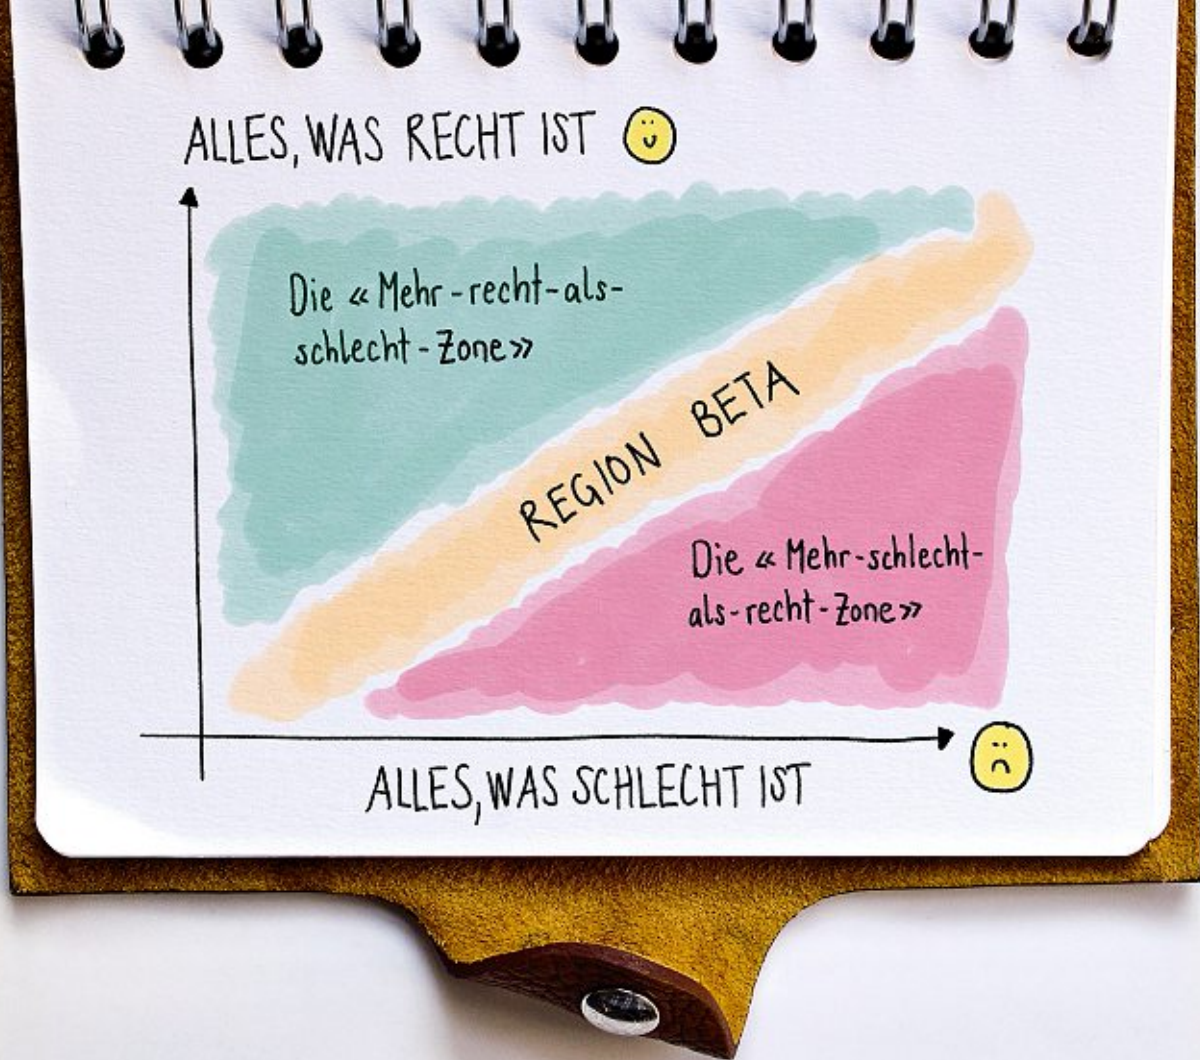 ALLES, WAS RECHT IST
Die «Mehr-recht-als-
schlecht-Zone»
REGION BETA
Die «Mehr-schlecht-
als-recht-Zone»
ALLES, WAS SCHLECHT IST